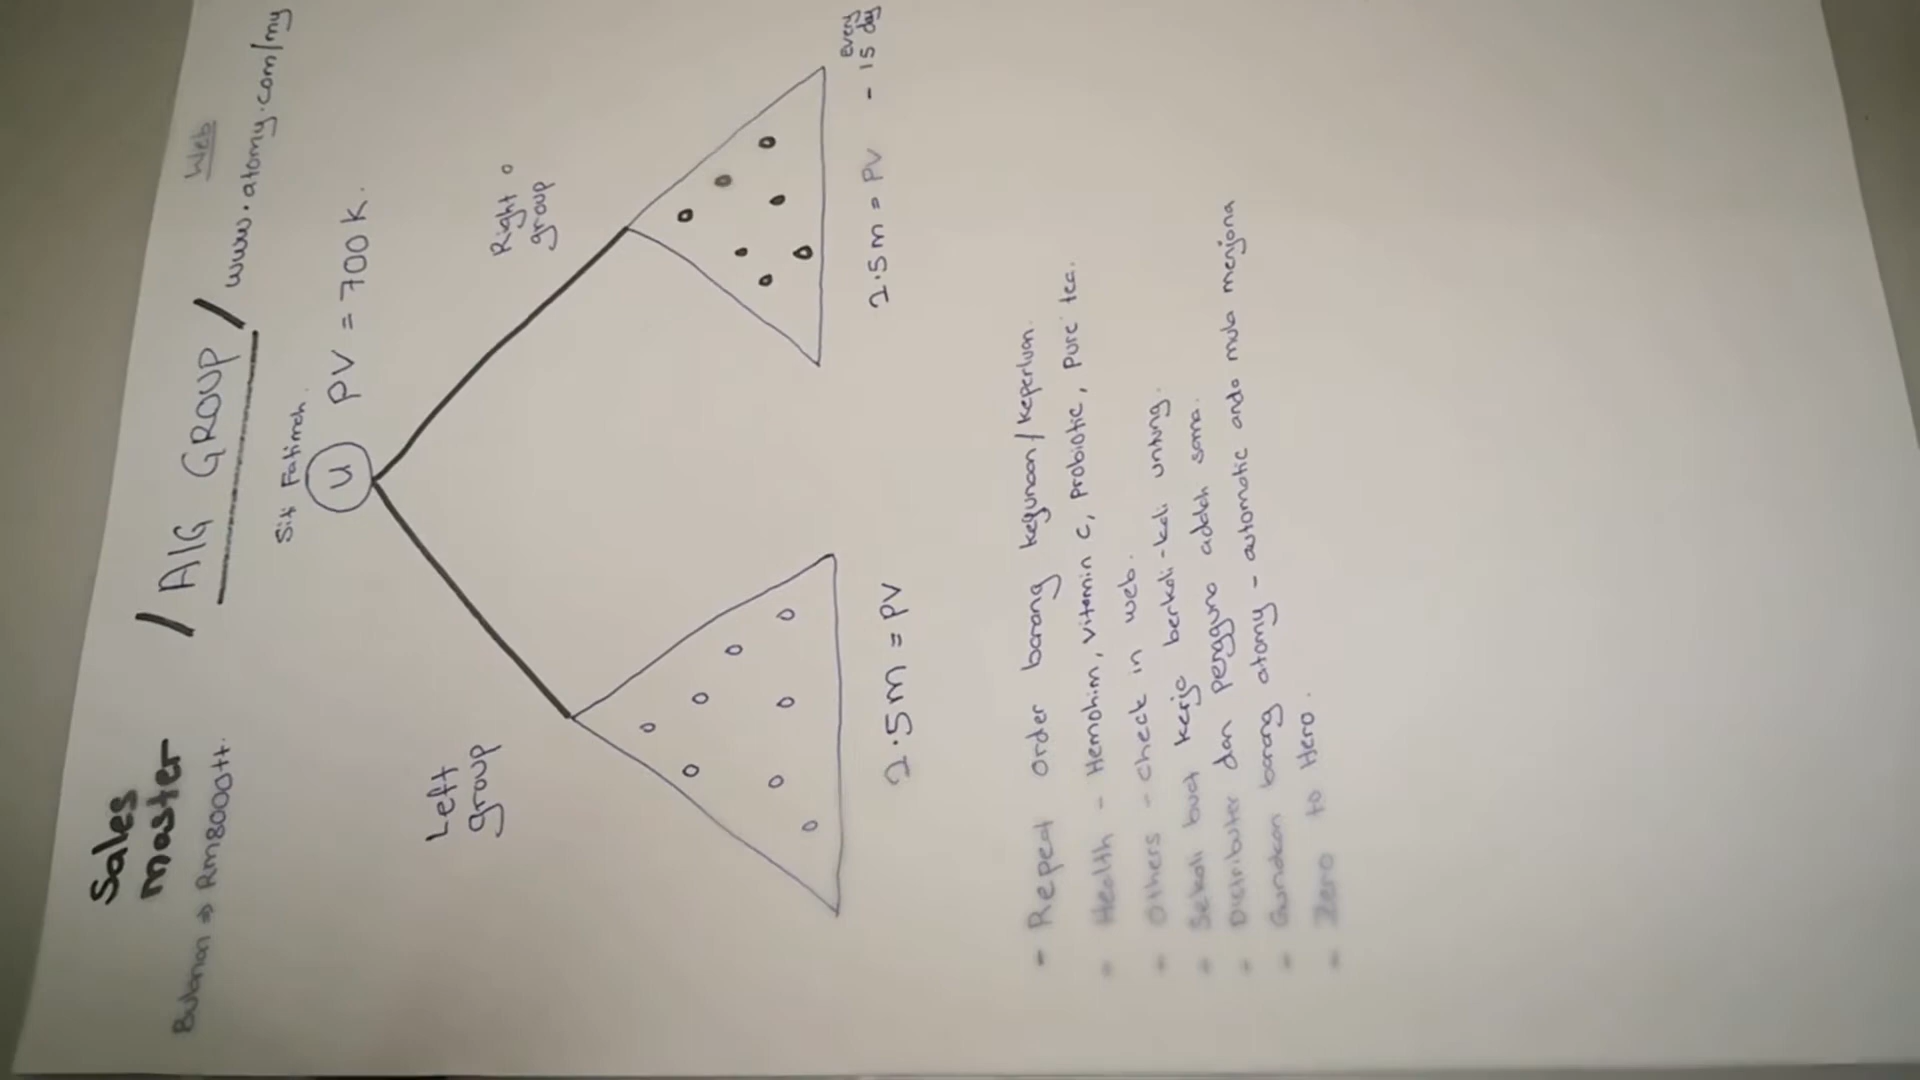 Sales
master
/ AIG GROUP /
Web
www.atomy.com/my
Bulanan ⇒ Rm8000++.
Siti Fatimah.
U PV = 700K.
Left
group
Right
group
2.5m = PV
2.5m = PV - 15 day
Every
- Repeat order barang kegunaan/keperluan.
- Health - Hemohim, vitamin C, probiotic, pure tea.
- Others - check in web.
- Sekali buat kerja berkali-kali untung.
- Distributer dan pengguna adalah sama.
- Gunakan barang atomy - automatic anda mula menjana
- Zero to Hero.